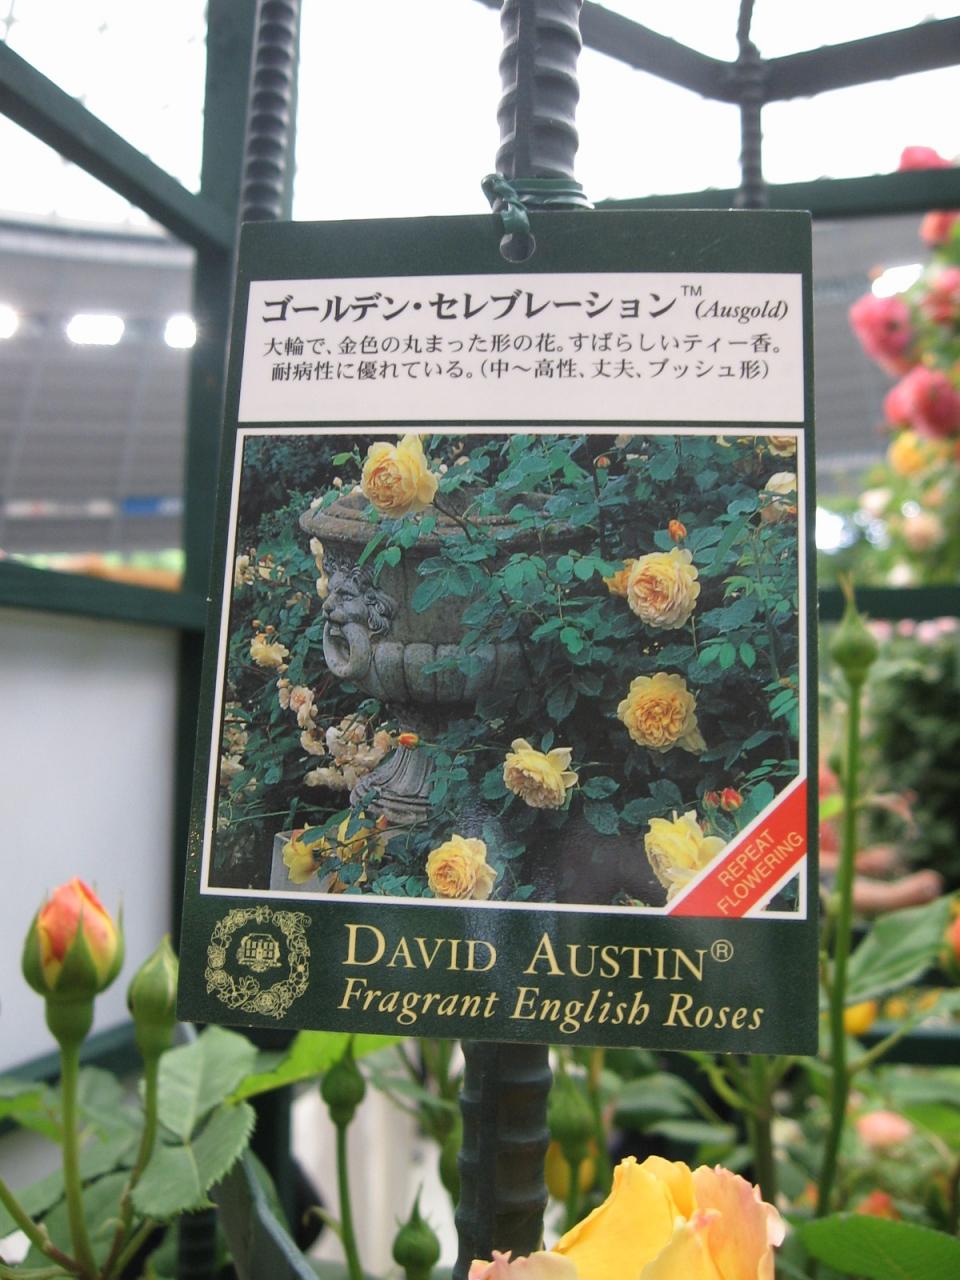 ゴールデン・セレブレーション™(Ausgold)
大輪で、金色の丸まった形の花。すばらしいティー香。
耐病性に優れている。(中〜高性、丈夫、ブッシュ形)
REPEAT
FLOWERING
DAVID AUSTIN®
Fragrant English Roses